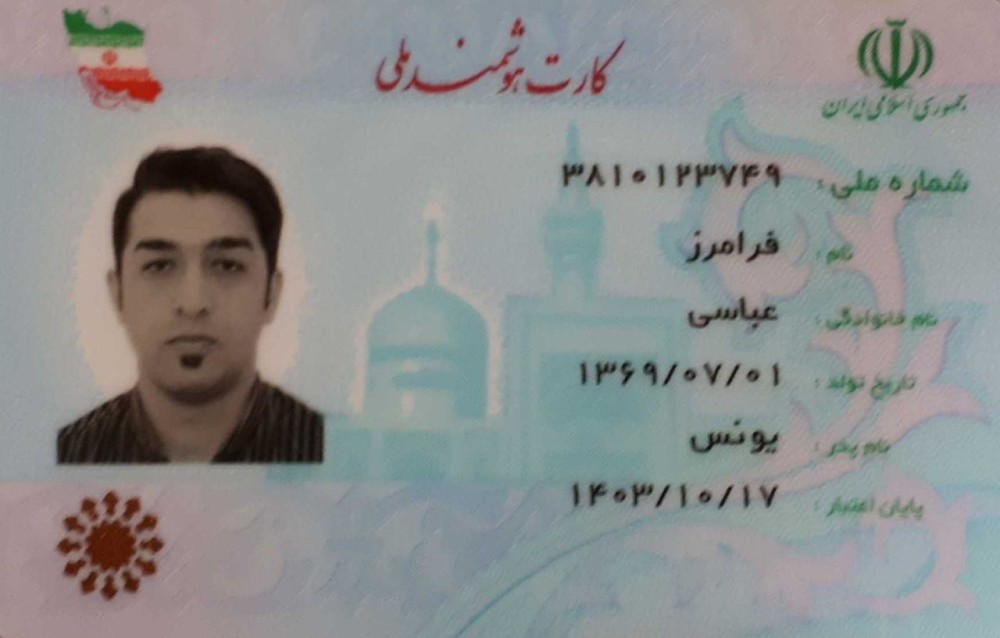 کارت هوشمند ملی
جمهوری اسلامی ایران
شماره ملی: ۳۸۱۰۱۲۳۷۴۹
نام: فرامرز
نام خانوادگی: عباسی
تاریخ تولد: ۱۳۶۹/۰۷/۰۱
نام پدر: یونس
پایان اعتبار: ۱۴۰۳/۱۰/۱۷